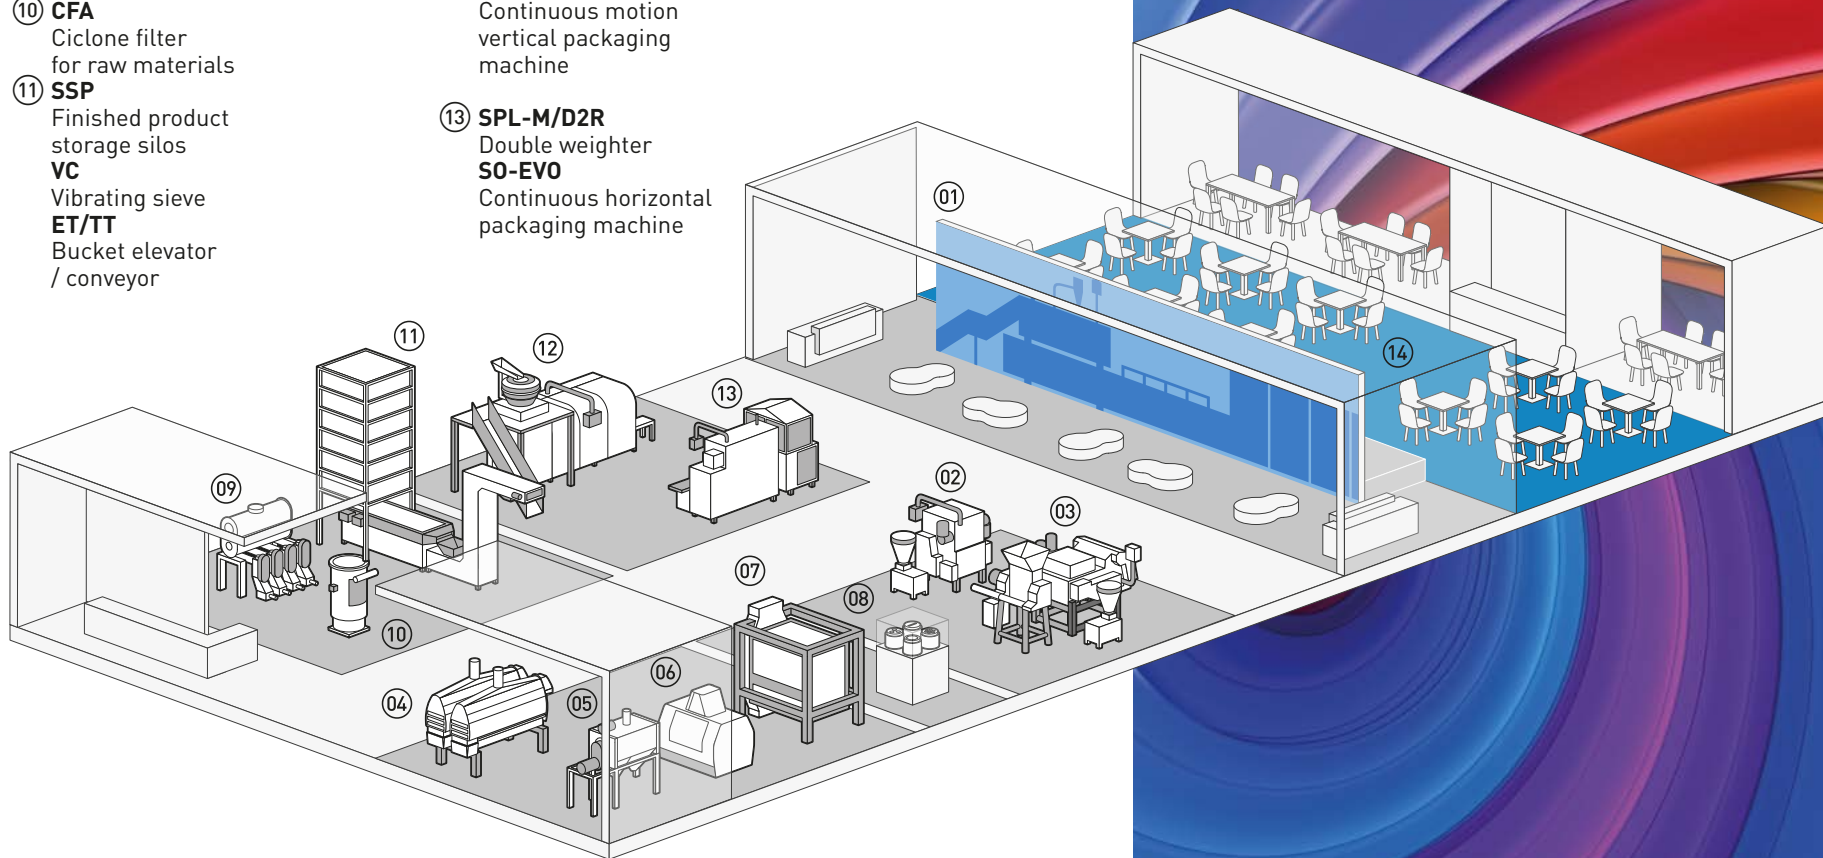 10 CFA
Ciclone filter
for raw materials
11 SSP
Finished product
storage silos
VC
Vibrating sieve
ET/TT
Bucket elevator
/ conveyor
Continuous motion
vertical packaging
machine
13 SPL-M/D2R
Double weighter
SO-EVO
Continuous horizontal
packaging machine
01
14
11
12
13
09
02
03
07
08
10
06
04
05